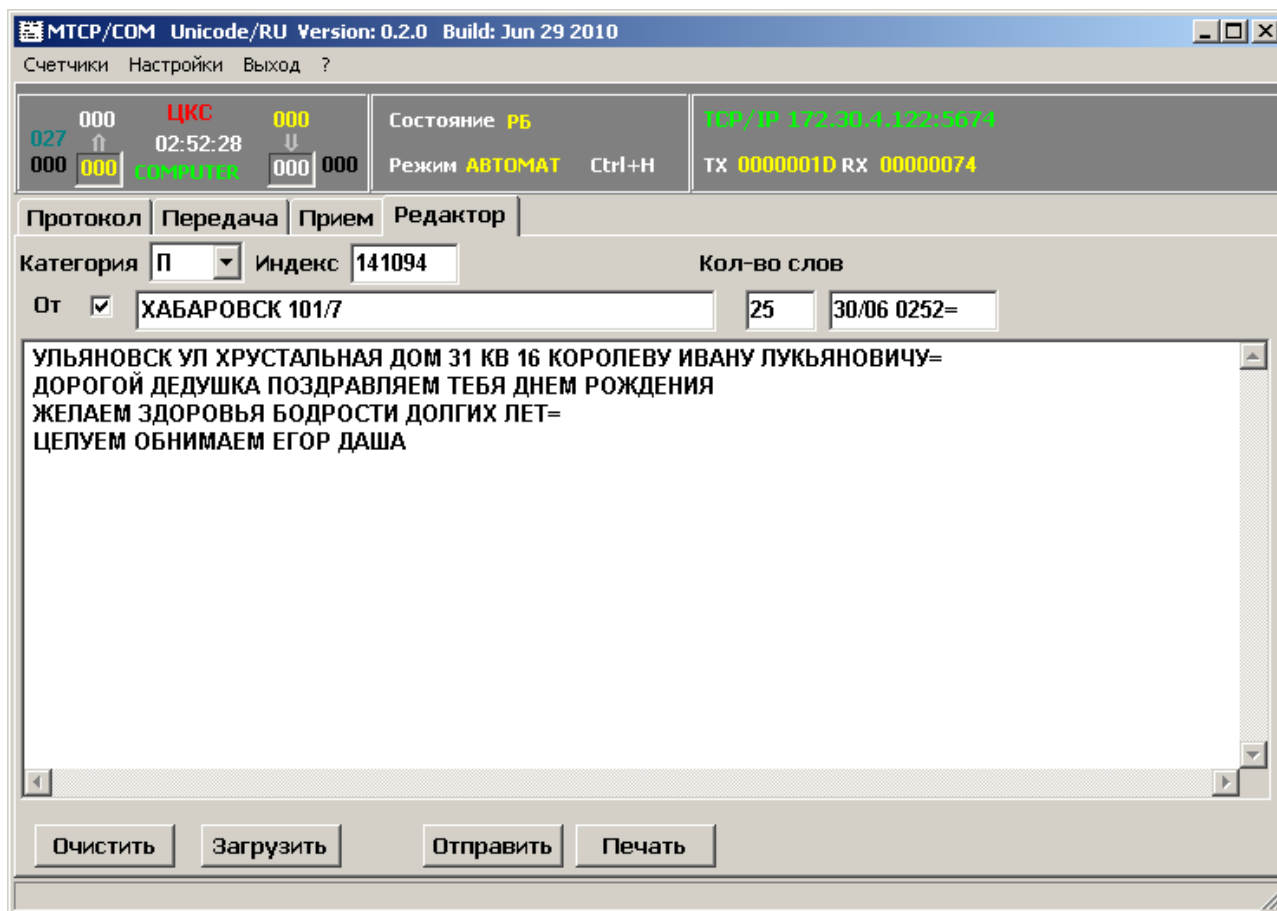 MTCP/COM Unicode/RU Version: 0.2.0 Build: Jun 29 2010
Счетчики Настройки Выход ?
000 ЦКС 000 Состояние РБ TCP/IP 172.30.4.122:5674
027 ⇑ 02:52:28 ⇓
000 000 COMPUTER 000 000 Режим АВТОМАТ Ctrl+H TX 0000001D RX 00000074
Протокол Передача Прием Редактор
Категория П Индекс 141094 Кол-во слов
От ХАБАРОВСК 101/7 25 30/06 0252=
УЛЬЯНОВСК УЛ ХРУСТАЛЬНАЯ ДОМ 31 КВ 16 КОРОЛЕВУ ИВАНУ ЛУКЬЯНОВИЧУ=
ДОРОГОЙ ДЕДУШКА ПОЗДРАВЛЯЕМ ТЕБЯ ДНЕМ РОЖДЕНИЯ
ЖЕЛАЕМ ЗДОРОВЬЯ БОДРОСТИ ДОЛГИХ ЛЕТ=
ЦЕЛУЕМ ОБНИМАЕМ ЕГОР ДАША
Очистить Загрузить Отправить Печать